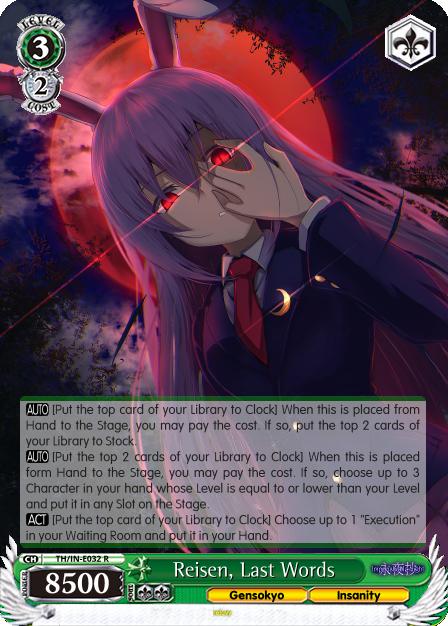 LEVEL
3
2
COST
AUTO [Put the top card of your Library to Clock] When this is placed from
Hand to the Stage, you may pay the cost. If so, put the top 2 cards of
your Library to Stock.
AUTO [Put the top 2 cards of your Library to Clock] When this is placed
form Hand to the Stage, you may pay the cost. If so, choose up to 3
Character in your hand whose Level is equal to or lower than your Level
and put it in any Slot on the Stage.
ACT [Put the top card of your Library to Clock] Choose up to 1 "Execution"
in your Waiting Room and put it in your Hand.
CH TH/IN-E032 R
POWER 8500 SOUL Reisen, Last Words
Gensokyo Insanity